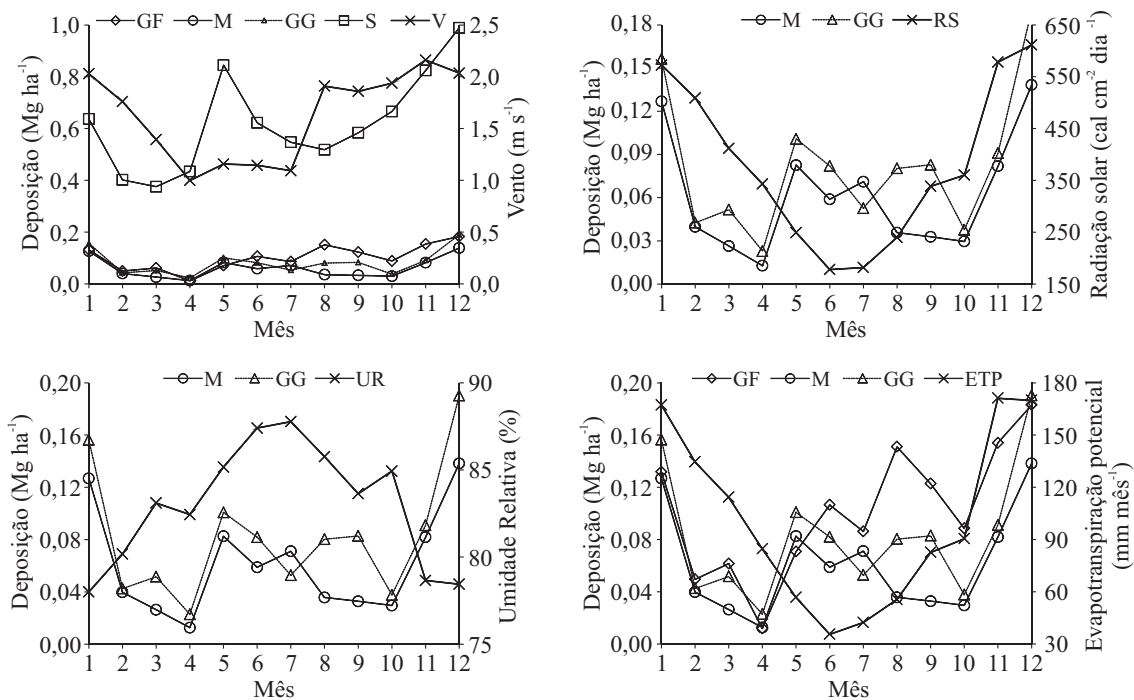 GF M GG S V
Deposição (Mg ha-1)
1,0
0,8
0,6
0,4
0,2
0,0
2,5
2,0
1,5
1,0
0,5
0,0
Vento (m s-1)
1 2 3 4 5 6 7 8 9 10 11 12
Mês
M GG RS
Deposição (Mg ha-1)
0,18
0,15
0,12
0,09
0,06
0,03
0,00
650
550
450
350
250
150
Radiação solar (cal cm-2 dia-1)
1 2 3 4 5 6 7 8 9 10 11 12
Mês
M GG UR
Deposição (Mg ha-1)
0,20
0,16
0,12
0,08
0,04
0,00
90
85
80
75
Umidade Relativa (%)
1 2 3 4 5 6 7 8 9 10 11 12
Mês
GF M GG ETP
Deposição (Mg ha-1)
0,20
0,16
0,12
0,08
0,04
0,00
180
150
120
90
60
30
Evapotranspiração potencial
(mm mês-1)
1 2 3 4 5 6 7 8 9 10 11 12
Mês